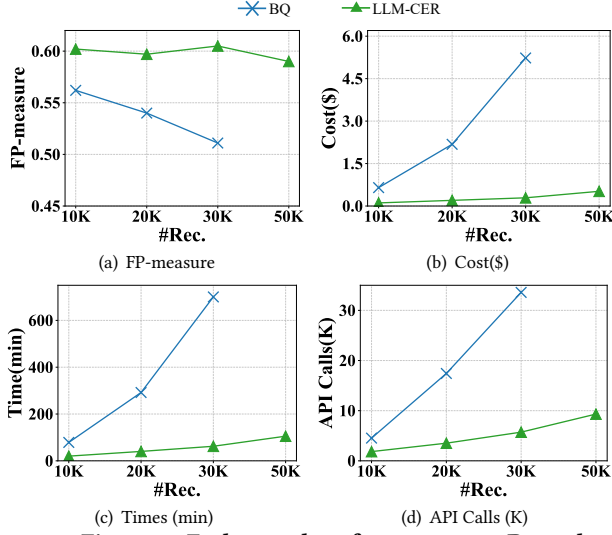 BQ LLM-CER
0.60
0.55
0.50
0.45
FP-measure
10K 20K 30K 50K
#Rec.
(a) FP-measure
6.0
4.5
3.0
1.5
0.0
Cost($)
10K 20K 30K 50K
#Rec.
(b) Cost($)
600
400
200
0
Time(min)
10K 20K 30K 50K
#Rec.
(c) Times (min)
30
20
10
0
API Calls(K)
10K 20K 30K 50K
#Rec.
(d) API Calls (K)